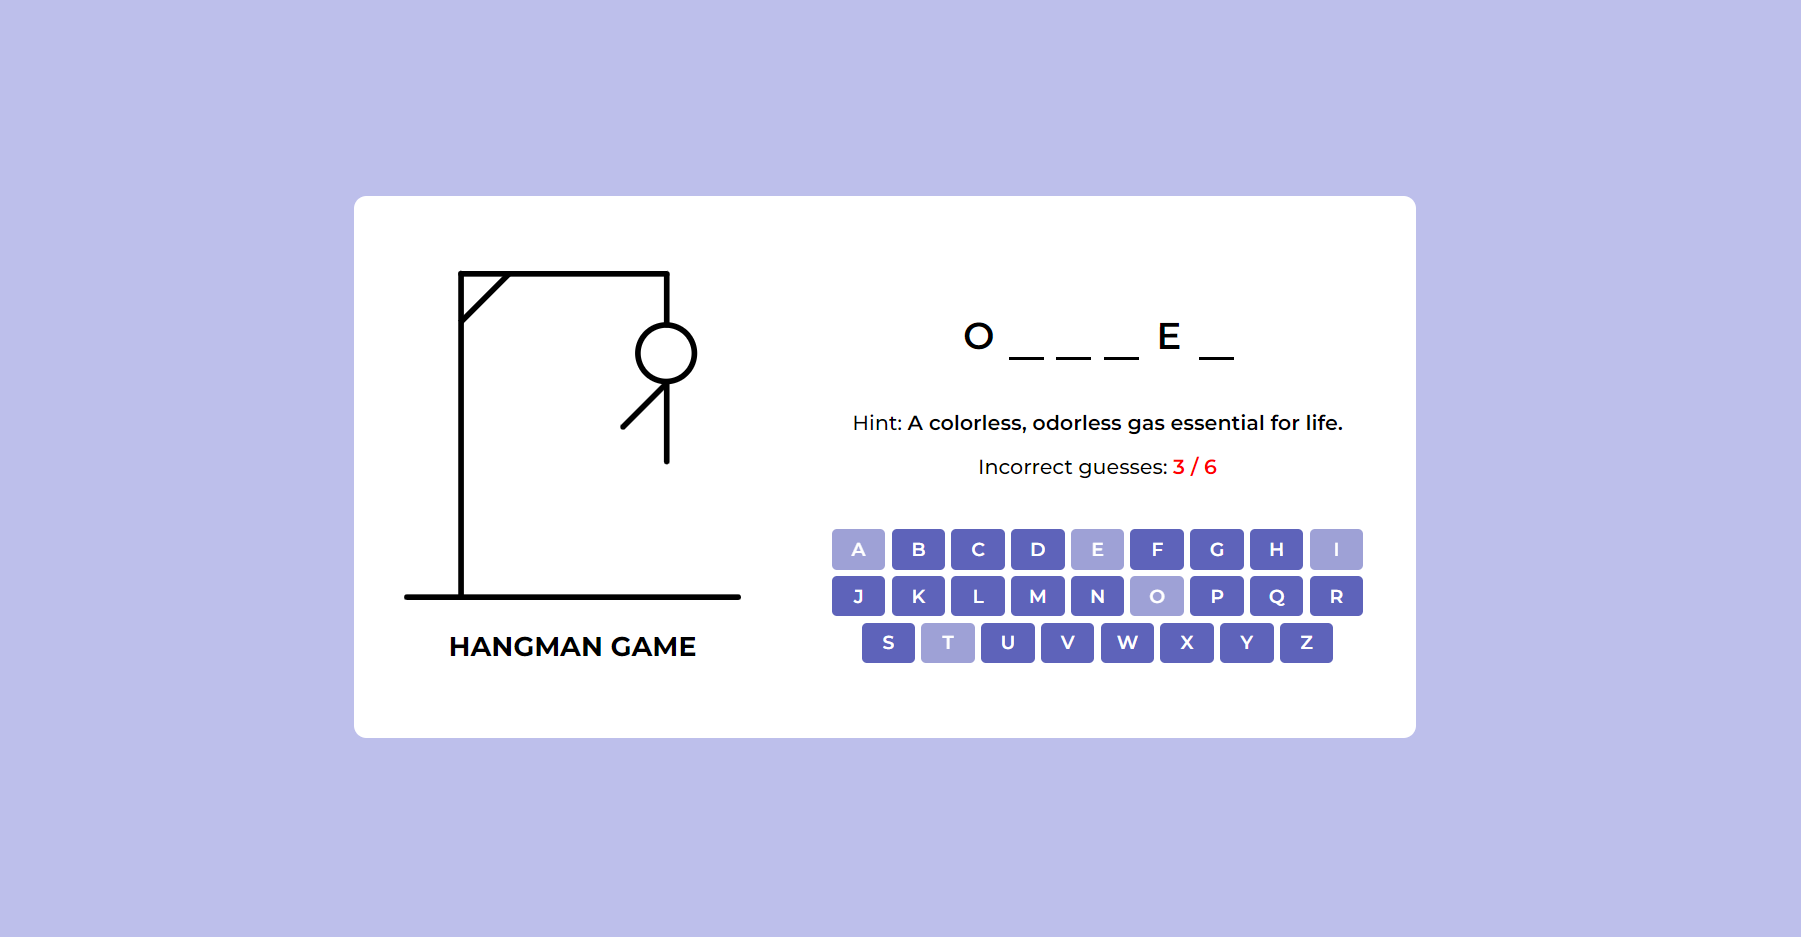 O _ _ _ E _
Hint: A colorless, odorless gas essential for life.
Incorrect guesses: 3 / 6
A B C D E F G H I
J K L M N O P Q R
S T U V W X Y Z
HANGMAN GAME